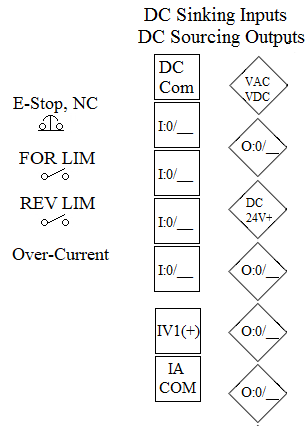 DC Sinking Inputs
DC Sourcing Outputs
DC
Com
VAC
VDC
E-Stop, NC
I:0/__
O:0/__
FOR LIM
I:0/__
REV LIM
DC
24V+
I:0/__
Over-Current
I:0/__
O:0/__
IV1(+)
O:0/__
IA
COM
O:0/__